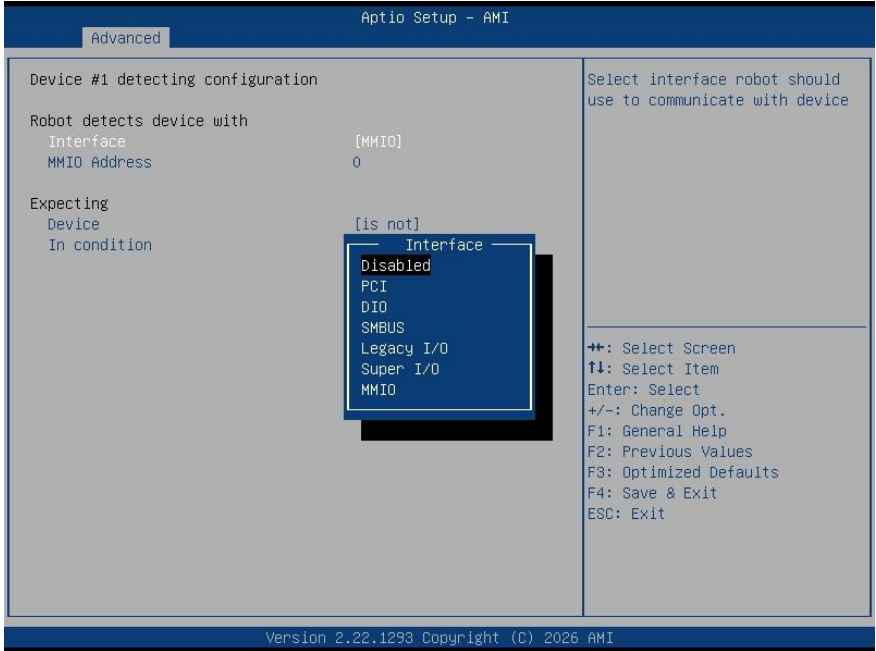 Aptio Setup - AMI
Advanced
Device #1 detecting configuration
Robot detects device with
Interface [MMIO]
MMIO Address 0
Expecting
Device [is not]
In condition
Interface
Disabled
PCI
DIO
SMBUS
Legacy I/O
Super I/O
MMIO
Select interface robot should
use to communicate with device
→←: Select Screen
↑↓: Select Item
Enter: Select
+/-: Change Opt.
F1: General Help
F2: Previous Values
F3: Optimized Defaults
F4: Save & Exit
ESC: Exit
Version 2.22.1293 Copyright (C) 2026 AMI